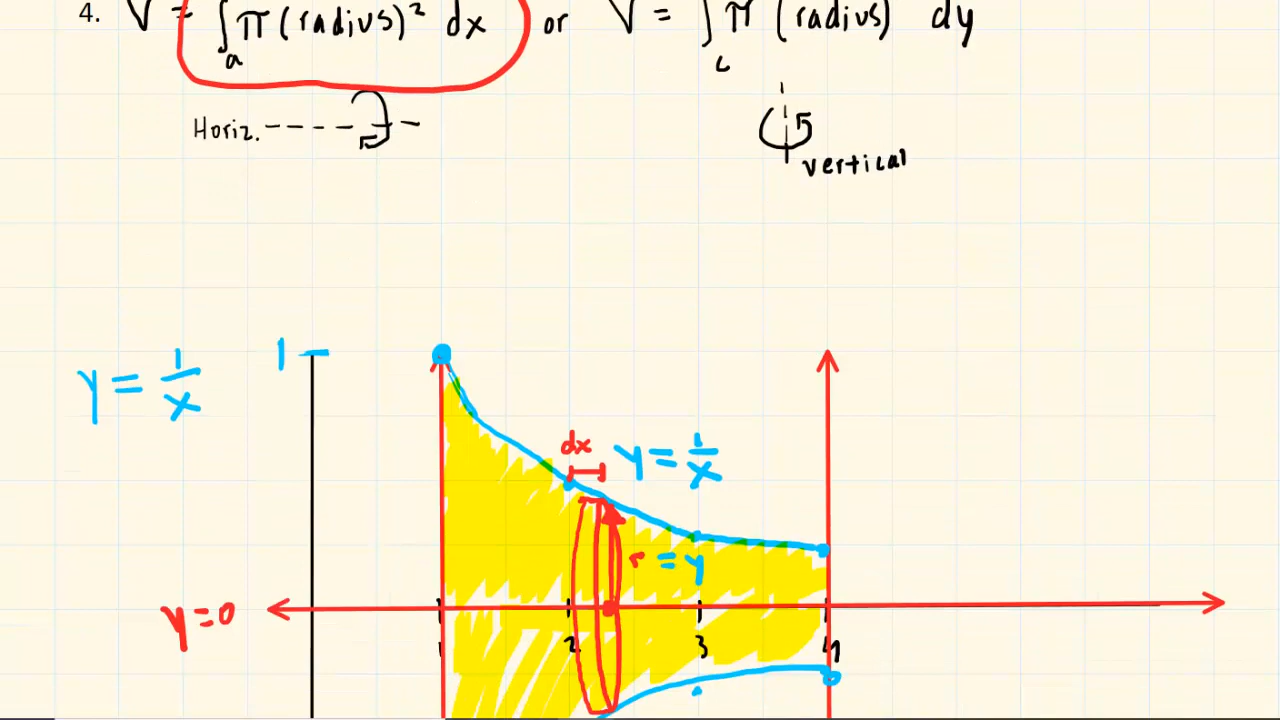 4. V = ∫ₐ π (radius)² dx or V = ∫ π (radius) dy
c
Horiz.
vertical
1
y = 1/x
dx
y = 1/x
r = y
y=0
1 2 3 4